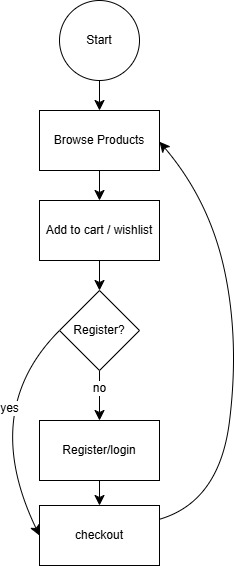 Start
Browse Products
Add to cart / wishlist
Register?
no
yes
Register/login
checkout